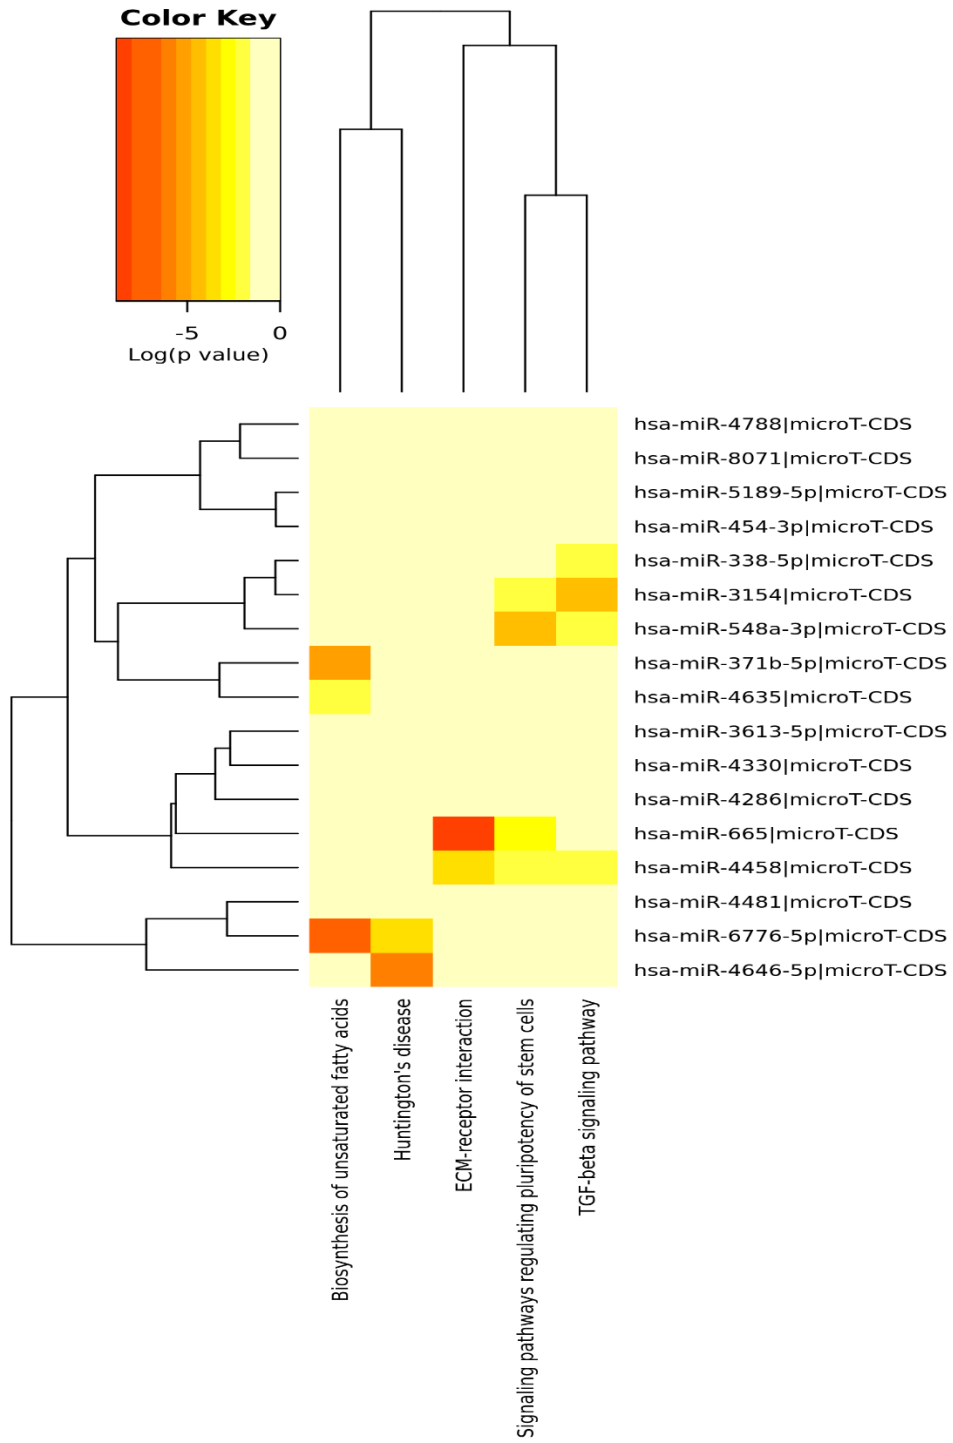 Color Key
-5 0
Log(p value)
hsa-miR-4788|microT-CDS
hsa-miR-8071|microT-CDS
hsa-miR-5189-5p|microT-CDS
hsa-miR-454-3p|microT-CDS
hsa-miR-338-5p|microT-CDS
hsa-miR-3154|microT-CDS
hsa-miR-548a-3p|microT-CDS
hsa-miR-371b-5p|microT-CDS
hsa-miR-4635|microT-CDS
hsa-miR-3613-5p|microT-CDS
hsa-miR-4330|microT-CDS
hsa-miR-4286|microT-CDS
hsa-miR-665|microT-CDS
hsa-miR-4458|microT-CDS
hsa-miR-4481|microT-CDS
hsa-miR-6776-5p|microT-CDS
hsa-miR-4646-5p|microT-CDS
Biosynthesis of unsaturated fatty acids
Huntington's disease
ECM-receptor interaction
Signaling pathways regulating pluripotency of stem cells
TGF-beta signaling pathway